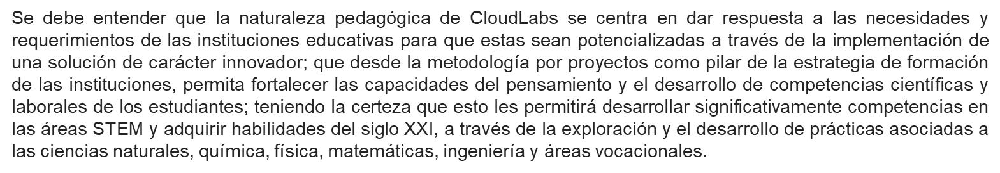 Se debe entender que la naturaleza pedagógica de CloudLabs se centra en dar respuesta a las necesidades y
requerimientos de las instituciones educativas para que estas sean potencializadas a través de la implementación de
una solución de carácter innovador; que desde la metodología por proyectos como pilar de la estrategia de formación
de las instituciones, permita fortalecer las capacidades del pensamiento y el desarrollo de competencias científicas y
laborales de los estudiantes; teniendo la certeza que esto les permitirá desarrollar significativamente competencias en
las áreas STEM y adquirir habilidades del siglo XXI, a través de la exploración y el desarrollo de prácticas asociadas a
las ciencias naturales, química, física, matemáticas, ingeniería y áreas vocacionales.